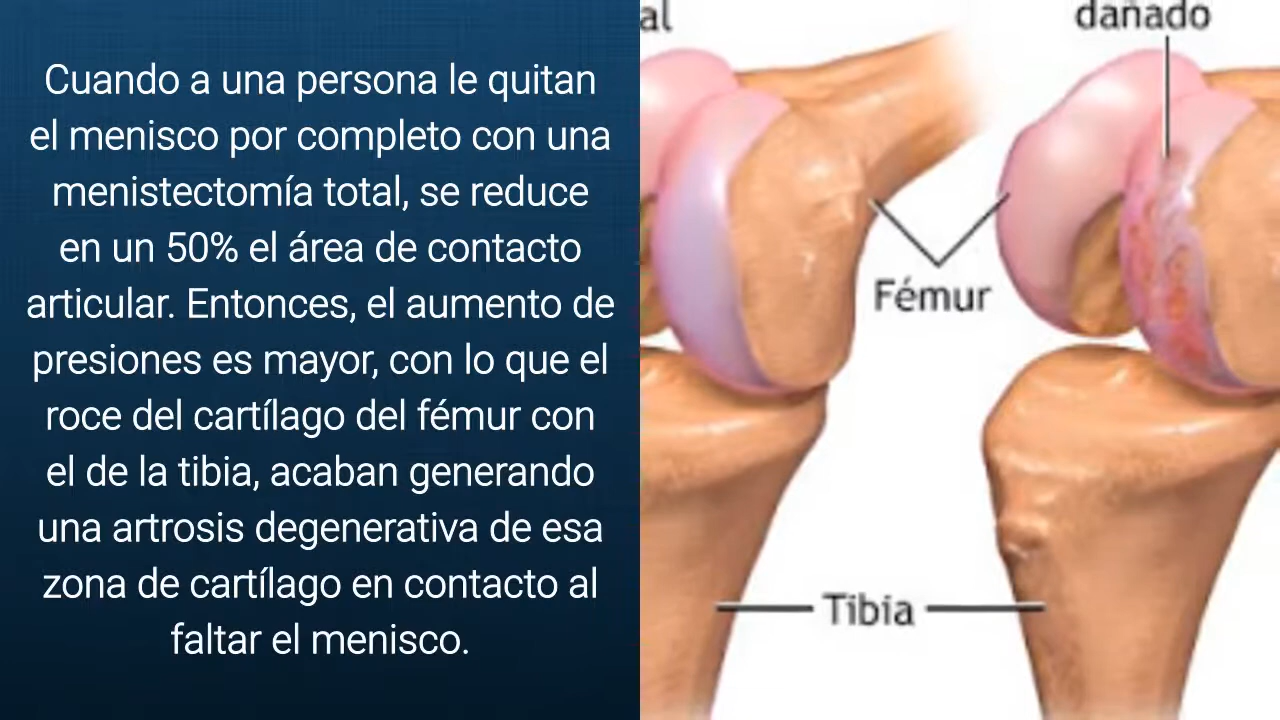 Cuando a una persona le quitan
el menisco por completo con una
menistectomía total, se reduce
en un 50% el área de contacto
articular. Entonces, el aumento de
presiones es mayor, con lo que el
roce del cartílago del fémur con
el de la tibia, acaban generando
una artrosis degenerativa de esa
zona de cartílago en contacto al
faltar el menisco.
al
dañado
Fémur
Tibia